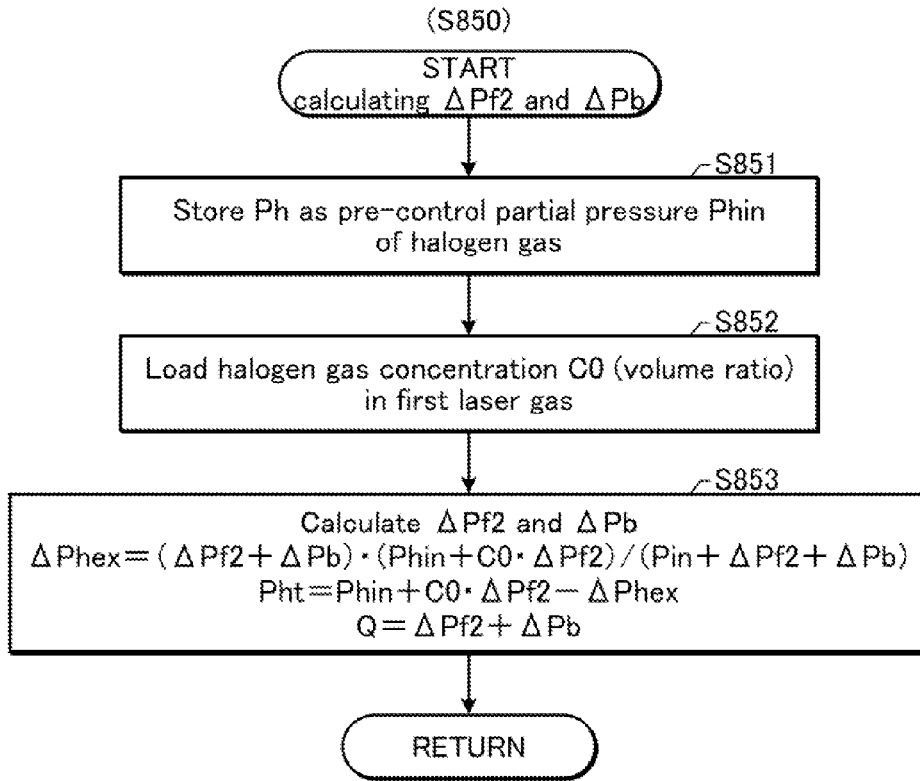 (S850)
START
calculating ΔPf2 and ΔPb
S851
Store Ph as pre-control partial pressure Phin
of halogen gas
S852
Load halogen gas concentration C0 (volume ratio)
in first laser gas
S853
Calculate ΔPf2 and ΔPb
ΔPhex=(ΔPf2+ΔPb)·(Phin+C0·ΔPf2)/(Pin+ΔPf2+ΔPb)
Pht=Phin+C0·ΔPf2−ΔPhex
Q=ΔPf2+ΔPb
RETURN